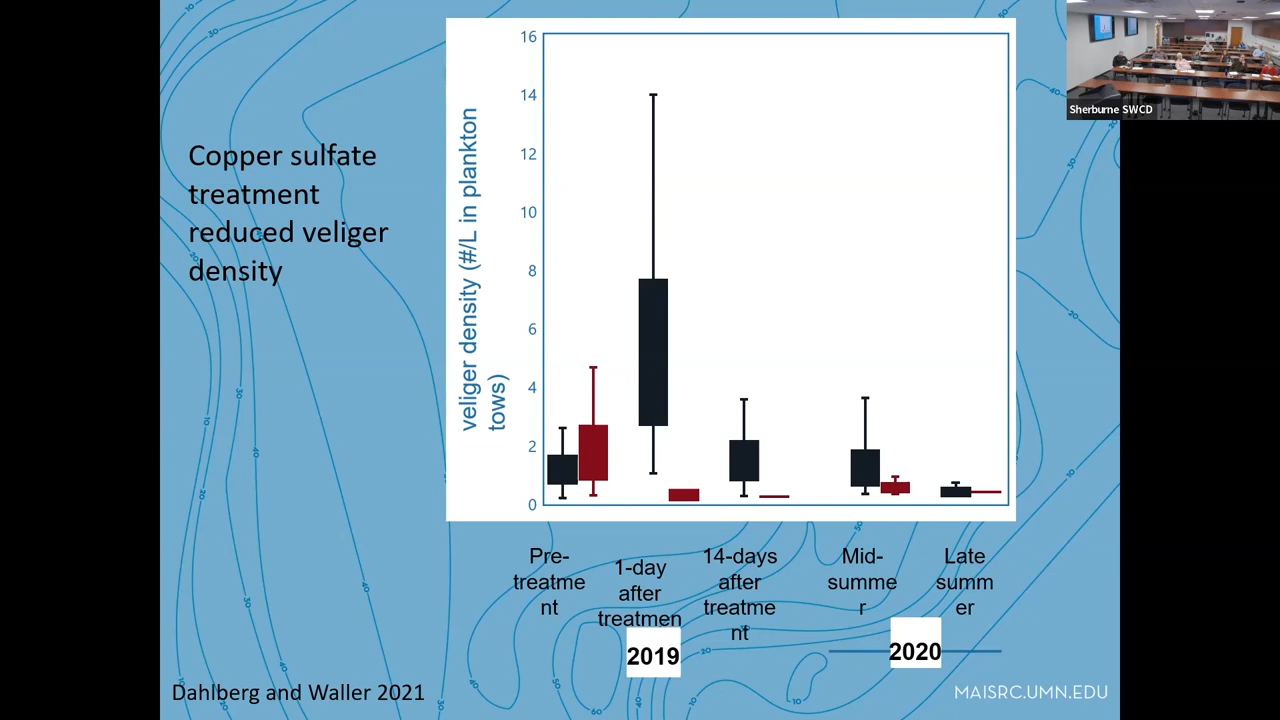 Sherburne SWCD
Copper sulfate
treatment
reduced veliger
density
veliger density (#/L in plankton
tows)
16
14
12
10
8
6
4
2
0
Pre-
treatme
nt
1-day
after
treatmen
14-days
after
treatme
nt
Mid-
summe
r
Late
summ
er
2019
2020
Dahlberg and Waller 2021
MAISRC.UMN.EDU